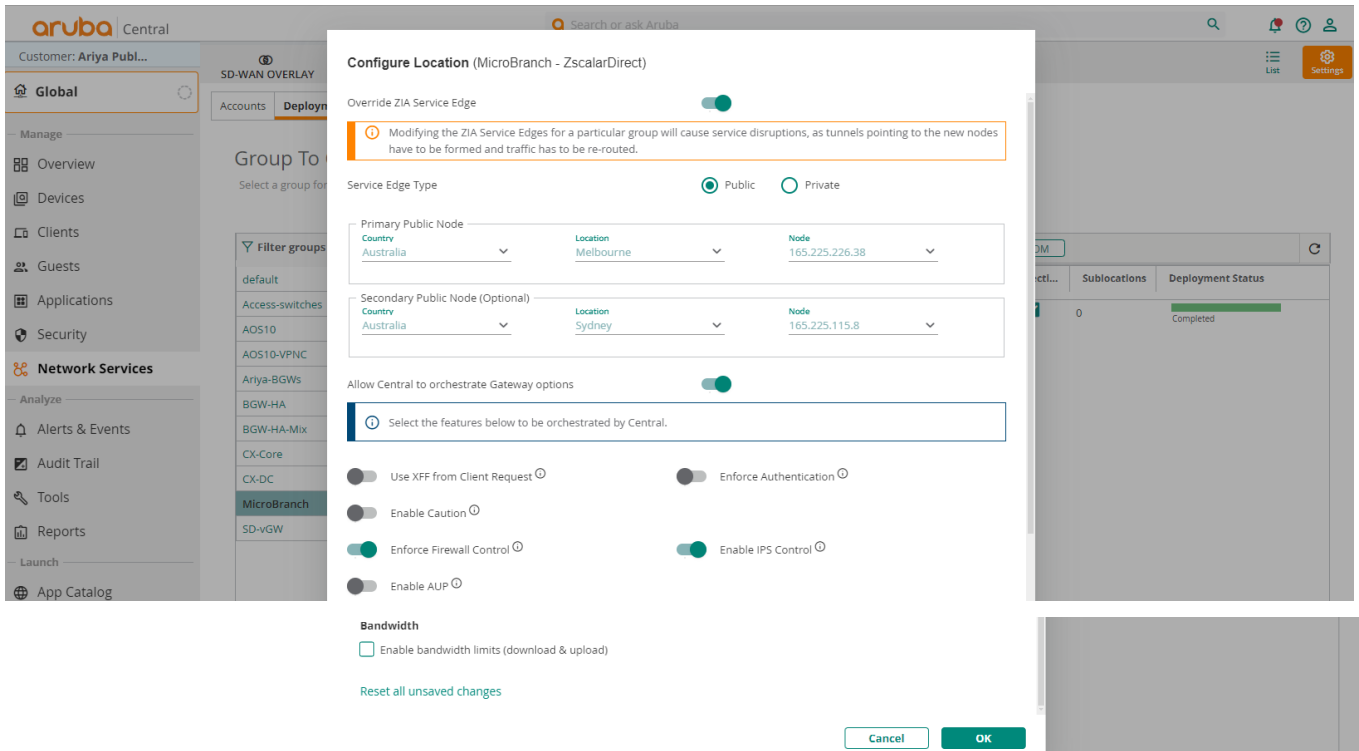 aruba Central
Search or ask Aruba
Customer: Ariya Publ...
Global
Manage
Overview
Devices
Clients
Guests
Applications
Security
Network Services
Analyze
Alerts & Events
Audit Trail
Tools
Reports
Launch
App Catalog
SD-WAN OVERLAY
List
Settings
Accounts
Deployn
Group To
Select a group for
Filter groups
default
Access-switches
AOS10
AOS10-VPNC
Ariya-BGWs
BGW-HA
BGW-HA-Mix
CX-Core
CX-DC
MicroBranch
SD-vGW
Configure Location (MicroBranch - ZscalarDirect)
Override ZIA Service Edge
Modifying the ZIA Service Edges for a particular group will cause service disruptions, as tunnels pointing to the new nodes
have to be formed and traffic has to be re-routed.
Service Edge Type
Public
Private
Primary Public Node
Country Location Node
Australia Melbourne 165.225.226.38
Secondary Public Node (Optional)
Country Location Node
Australia Sydney 165.225.115.8
Allow Central to orchestrate Gateway options
Select the features below to be orchestrated by Central.
Use XFF from Client Request
Enforce Authentication
Enable Caution
Enforce Firewall Control
Enable IPS Control
Enable AUP
Bandwidth
Enable bandwidth limits (download & upload)
Reset all unsaved changes
Cancel
OK
Sublocations
Deployment Status
0
Completed